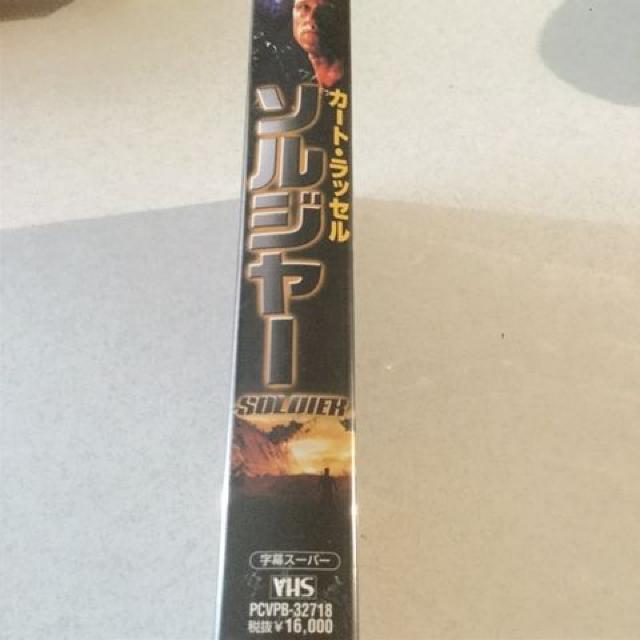 カート・ラッセル
ソルジャー
SOLDIER
字幕スーパー
VHS
PCVPB-32718
税抜¥16,000